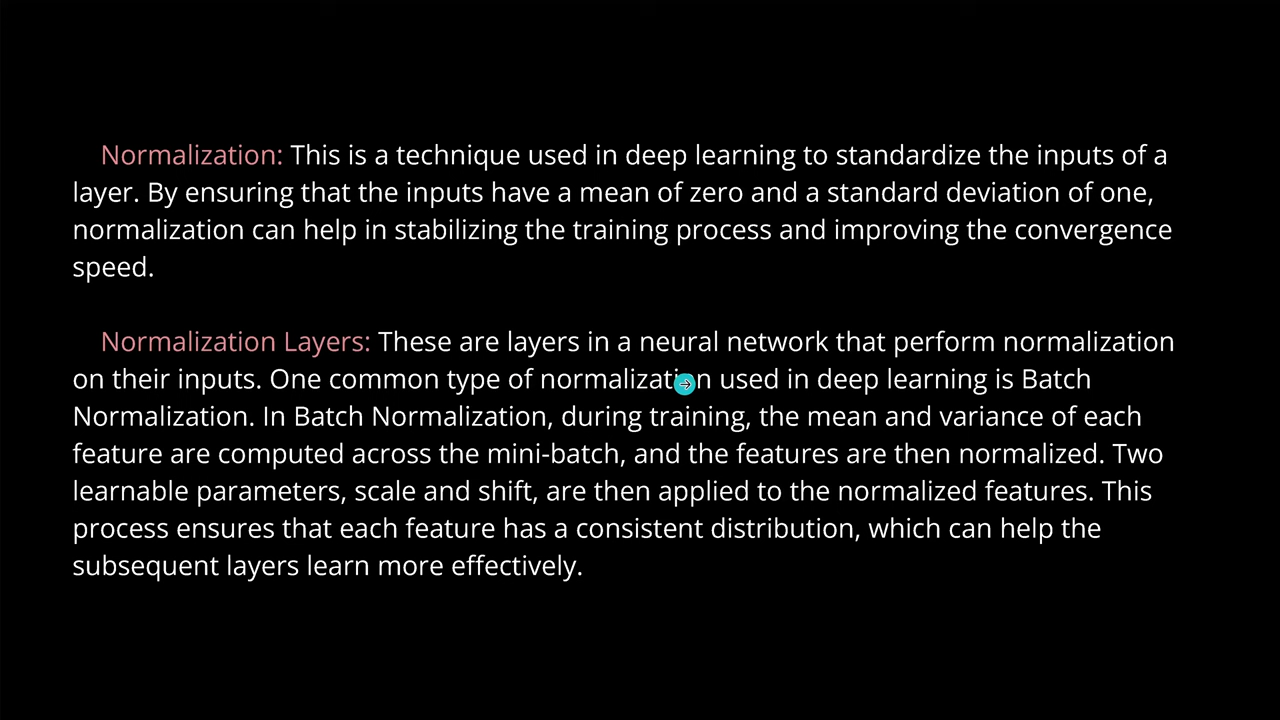 Normalization: This is a technique used in deep learning to standardize the inputs of a
layer. By ensuring that the inputs have a mean of zero and a standard deviation of one,
normalization can help in stabilizing the training process and improving the convergence
speed.
Normalization Layers: These are layers in a neural network that perform normalization
on their inputs. One common type of normalization used in deep learning is Batch
Normalization. In Batch Normalization, during training, the mean and variance of each
feature are computed across the mini-batch, and the features are then normalized. Two
learnable parameters, scale and shift, are then applied to the normalized features. This
process ensures that each feature has a consistent distribution, which can help the
subsequent layers learn more effectively.